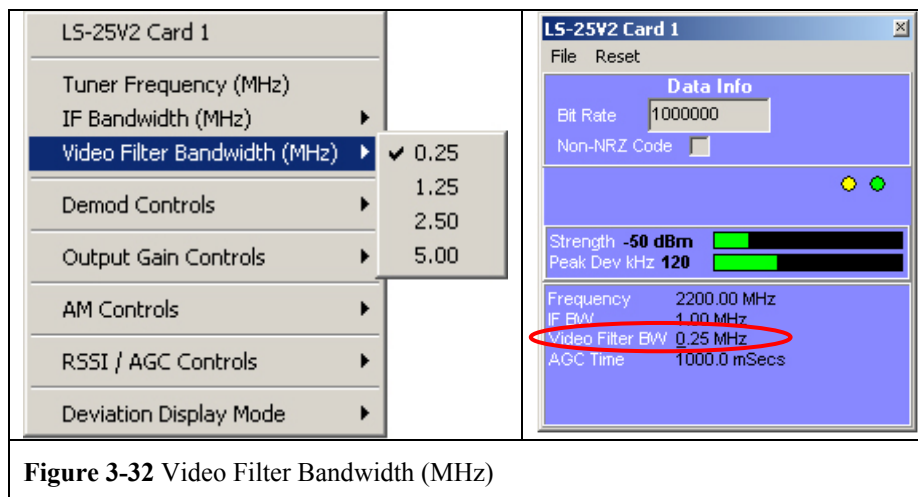 LS-25V2 Card 1
Tuner Frequency (MHz)
IF Bandwidth (MHz)
Video Filter Bandwidth (MHz)
0.25
1.25
2.50
5.00
Demod Controls
Output Gain Controls
AM Controls
RSSI / AGC Controls
Deviation Display Mode
LS-25V2 Card 1
File Reset
Data Info
Bit Rate 1000000
Non-NRZ Code
Strength -50 dBm
Peak Dev kHz 120
Frequency 2200.00 MHz
IF BW 1.00 MHz
Video Filter BW 0.25 MHz
AGC Time 1000.0 mSecs
Figure 3-32 Video Filter Bandwidth (MHz)